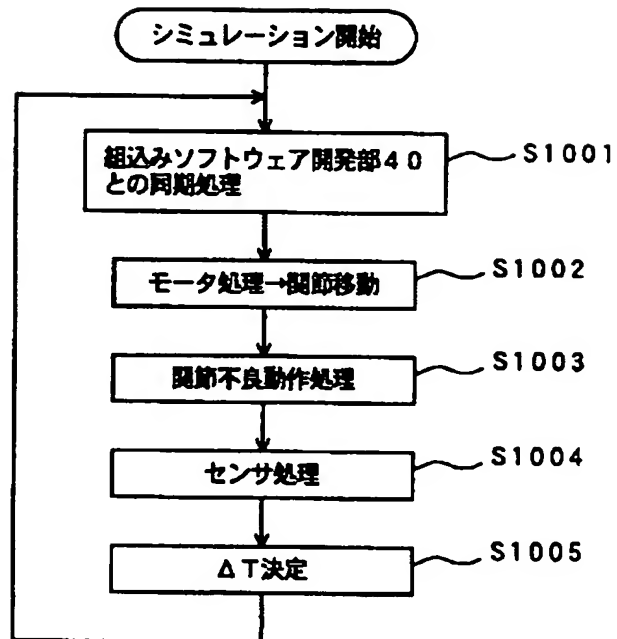 シミュレーション開始
組込みソフトウェア開発部40
との同期処理
S1001
モータ処理→関節移動
S1002
関節不良動作処理
S1003
センサ処理
S1004
ΔT決定
S1005